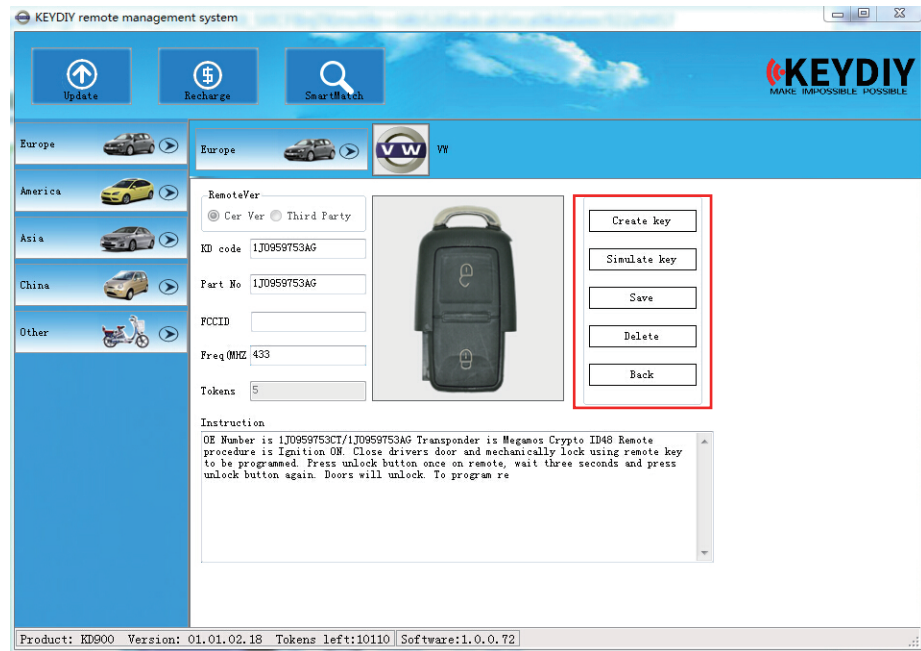 KEYDIY remote management system
Update
Recharge
SmartMatch
KEYDIY
MAKE IMPOSSIBLE POSSIBLE
Europe
America
Asia
China
Other
Europe
VW
VW
RemoteVer
Cer Ver
Third Party
KD code
1J0959753AG
Part No
1J0959753AG
FCCID
Freq(MHZ
433
Tokens
5
Create key
Simulate key
Save
Delete
Back
Instruction
OE Number is 1J0959753CT/1J0959753AG Transponder is Megamos Crypto ID48 Remote
procedure is Ignition ON. Close drivers door and mechanically lock using remote key
to be programmed. Press unlock button once on remote, wait three seconds and press
unlock button again. Doors will unlock. To program re
Product: KD900 Version: 01.01.02.18 Tokens left:10110 Software:1.0.0.72